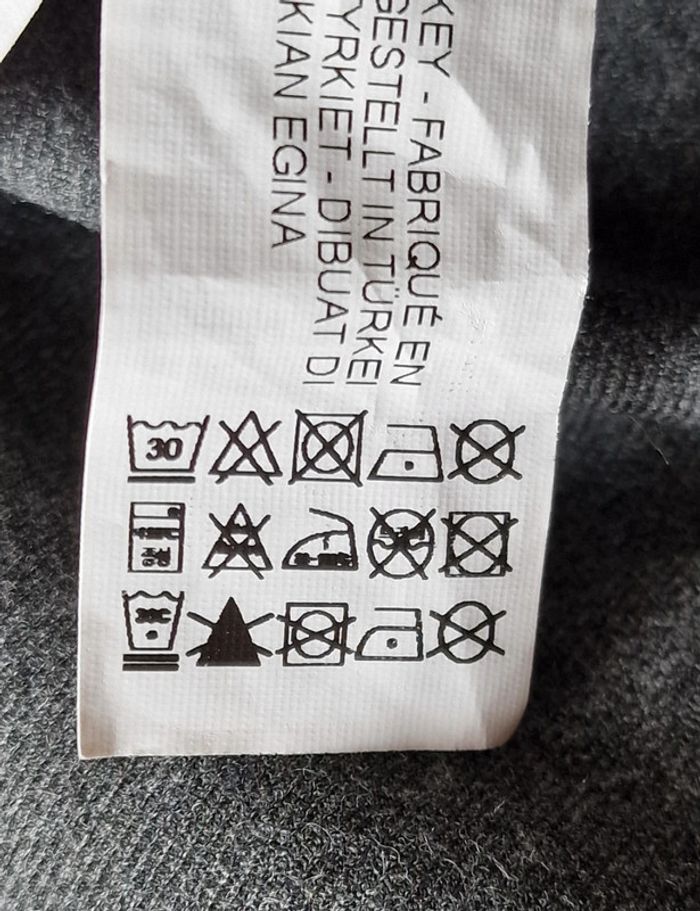 KEY - FABRIQUÉ EN
GESTELLT IN TÜRKEI
YRKIET - DIBUAT DI
KIAN EGINA
30